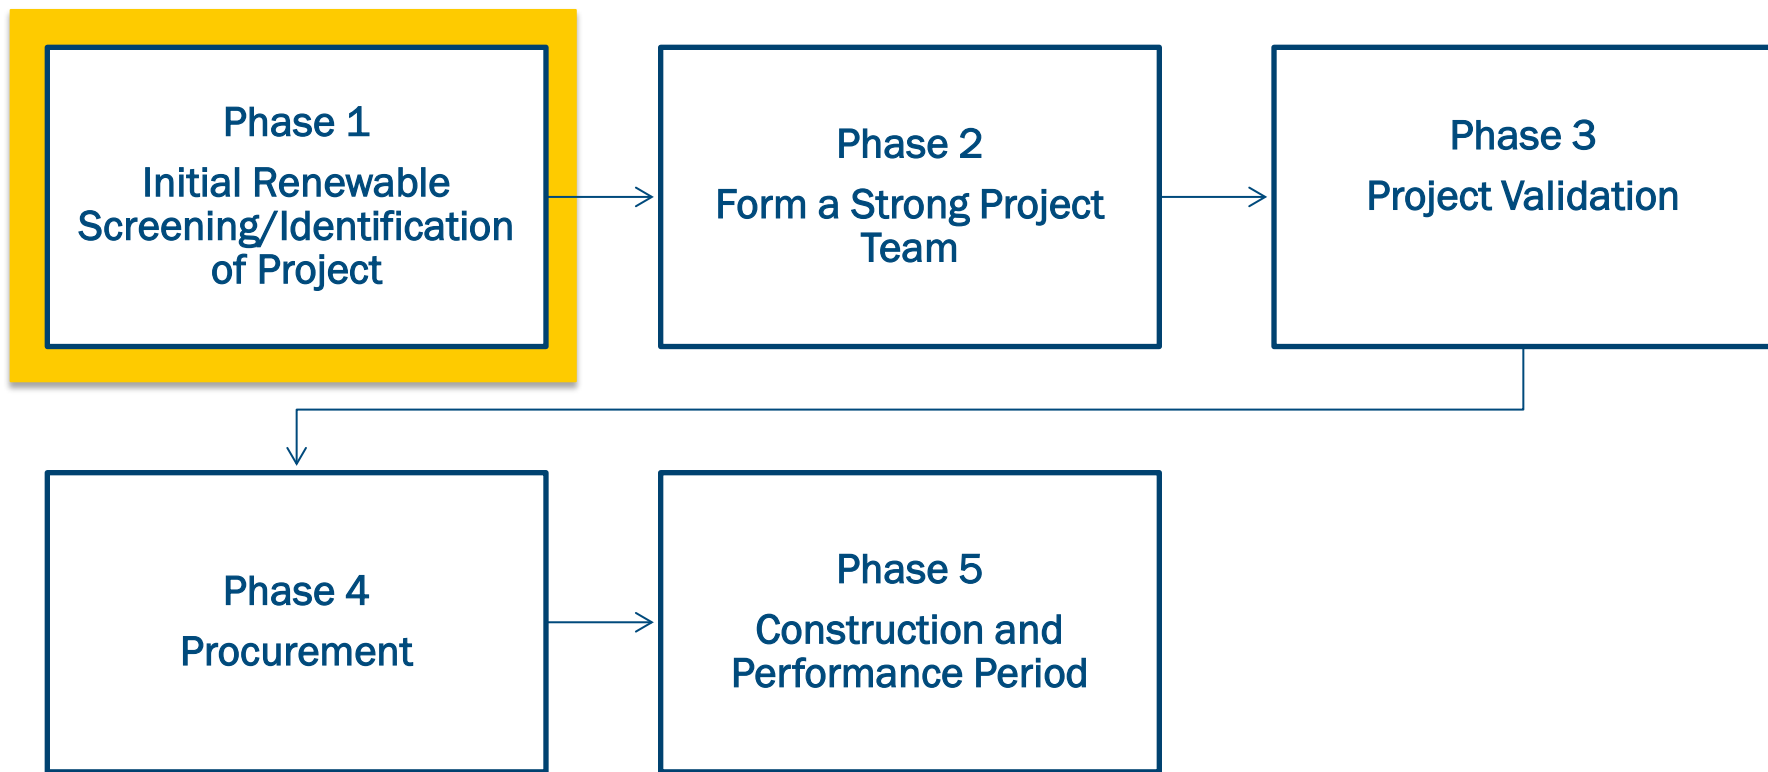 Phase 1
Initial Renewable
Screening/Identification
of Project
Phase 2
Form a Strong Project
Team
Phase 3
Project Validation
Phase 4
Procurement
Phase 5
Construction and
Performance Period